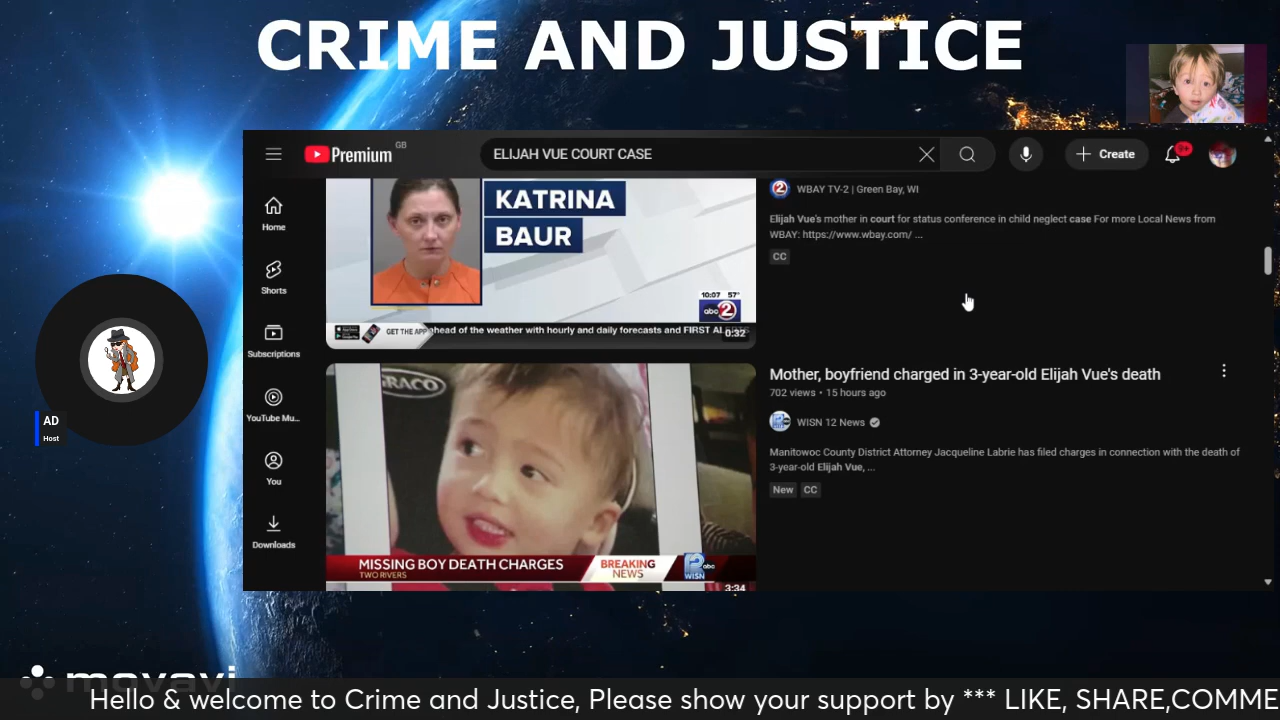 CRIME AND JUSTICE
Premium GB
ELIJAH VUE COURT CASE
Create
9+
Home
Shorts
Subscriptions
YouTube Mu...
You
Downloads
KATRINA
BAUR
10:07 57°
abc 2
GET THE APP ahead of the weather with hourly and daily forecasts and FIRST
0:32
WBAY TV-2 | Green Bay, WI
Elijah Vue's mother in court for status conference in child neglect case For more Local News from
WBAY: https://www.wbay.com/ ...
CC
GRACO
MISSING BOY DEATH CHARGES
TWO RIVERS
BREAKING
NEWS
12 abc
WISN
3:34
Mother, boyfriend charged in 3-year-old Elijah Vue's death
702 views • 15 hours ago
WISN 12 News
Manitowoc County District Attorney Jacqueline Labrie has filed charges in connection with the death of
3-year-old Elijah Vue, ...
New CC
AD
Host
movavi
Hello & welcome to Crime and Justice, Please show your support by *** LIKE, SHARE,COMME